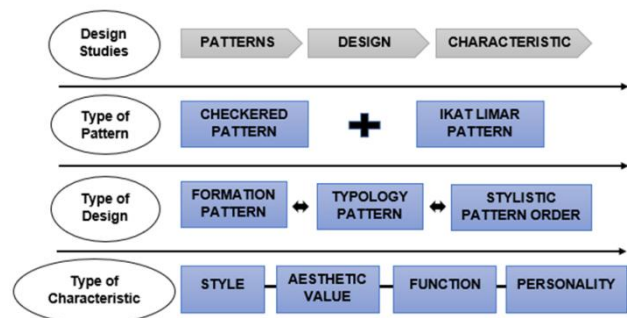 Design
Studies
PATTERNS
DESIGN
CHARACTERISTIC
Type of
Pattern
CHECKERED
PATTERN
IKAT LIMAR
PATTERN
Type of
Design
FORMATION
PATTERN
TYPOLOGY
PATTERN
STYLISTIC
PATTERN ORDER
Type of
Characteristic
STYLE
AESTHETIC
VALUE
FUNCTION
PERSONALITY